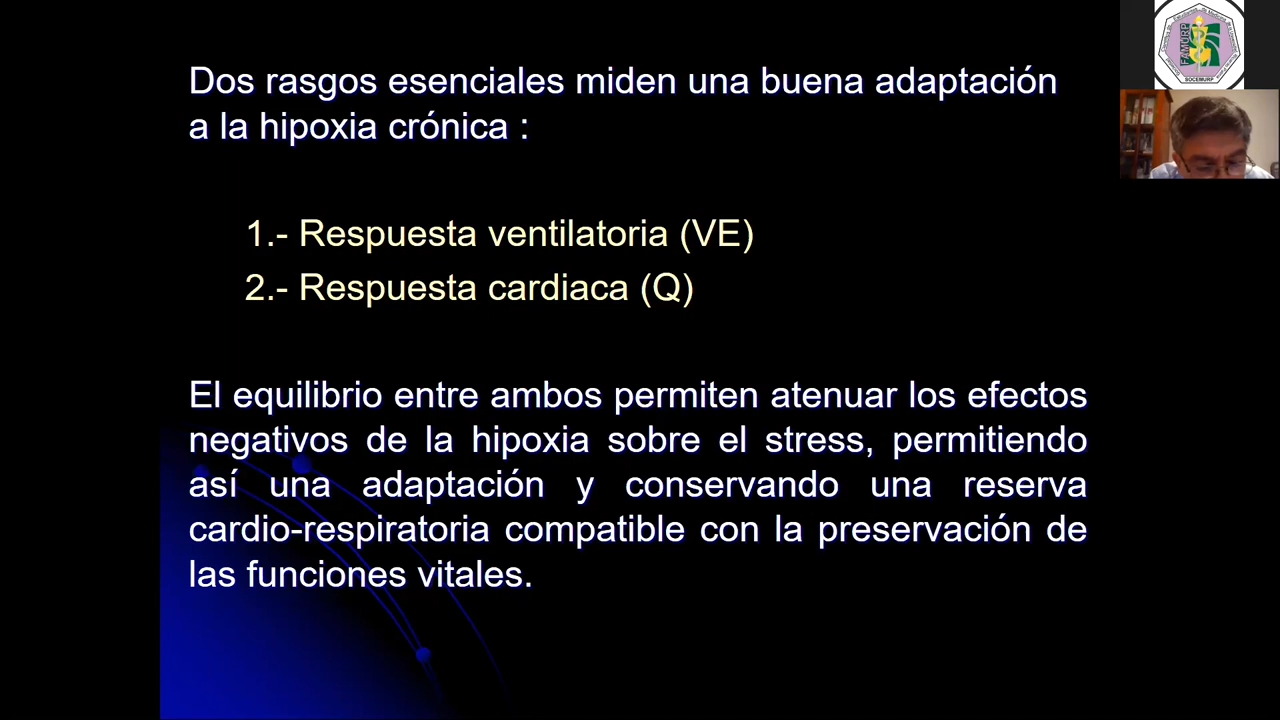 Dos rasgos esenciales miden una buena adaptación
a la hipoxia crónica :
1.- Respuesta ventilatoria (VE)
2.- Respuesta cardiaca (Q)
El equilibrio entre ambos permiten atenuar los efectos
negativos de la hipoxia sobre el stress, permitiendo
así una adaptación y conservando una reserva
cardio-respiratoria compatible con la preservación de
las funciones vitales.
FAMURP
SOCEMURP